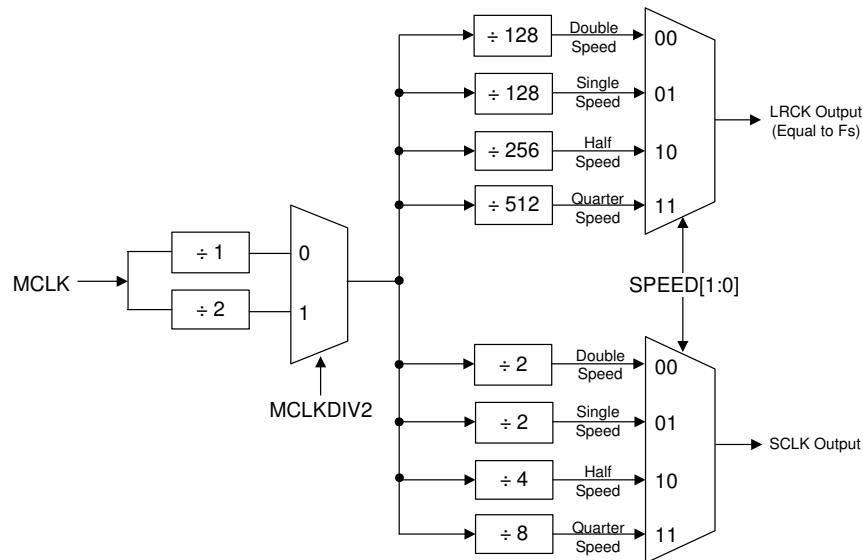 ÷ 128
Double
Speed
00
÷ 128
Single
Speed
01
LRCK Output
(Equal to Fs)
÷ 256
Half
Speed
10
÷ 512
Quarter
Speed
11
÷ 1
0
MCLK
÷ 2
1
MCLKDIV2
SPEED[1:0]
÷ 2
Double
Speed
00
÷ 2
Single
Speed
01
SCLK Output
÷ 4
Half
Speed
10
÷ 8
Quarter
Speed
11